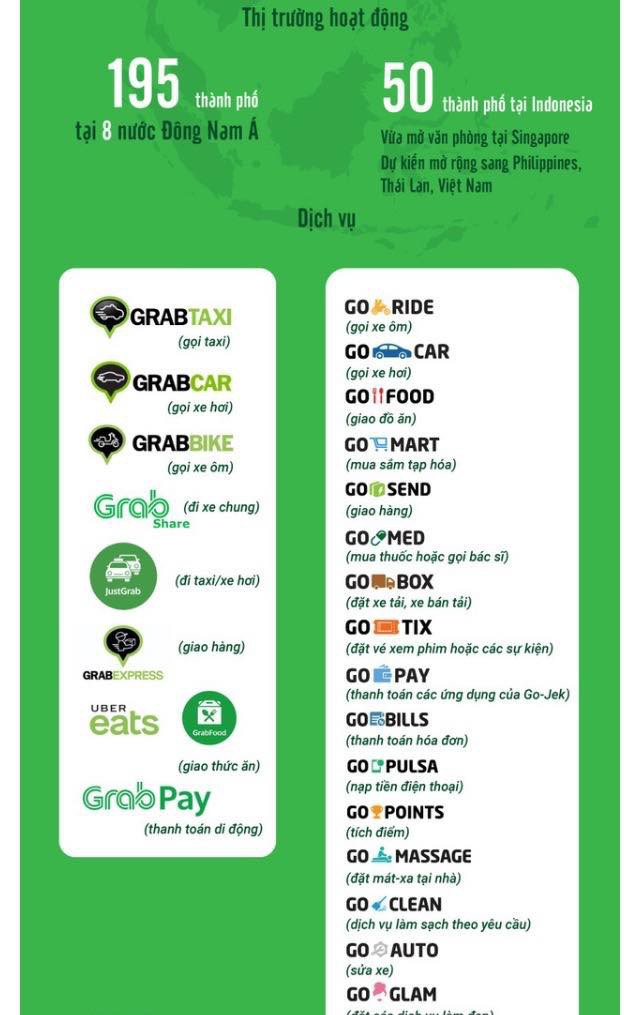 Thị trường hoạt động
195 thành phố
tại 8 nước Đông Nam Á
50 thành phố tại Indonesia
Vừa mở văn phòng tại Singapore
Dự kiến mở rộng sang Philippines,
Thái Lan, Việt Nam
Dịch vụ
GRABTAXI
(gọi taxi)
GRABCAR
(gọi xe hơi)
GRABBIKE
(gọi xe ôm)
Grab
Share
(đi xe chung)
JustGrab
(đi taxi/xe hơi)
GRABEXPRESS
(giao hàng)
UBER
eats
GrabFood
(giao thức ăn)
GrabPay
(thanh toán di động)
GO RIDE
(gọi xe ôm)
GO CAR
(gọi xe hơi)
GO FOOD
(giao đồ ăn)
GO MART
(mua sắm tạp hóa)
GO SEND
(giao hàng)
GO MED
(mua thuốc hoặc gọi bác sĩ)
GO BOX
(đặt xe tải, xe bán tải)
GO TIX
(đặt vé xem phim hoặc các sự kiện)
GO PAY
(thanh toán các ứng dụng của Go-Jek)
GO BILLS
(thanh toán hóa đơn)
GO PULSA
(nạp tiền điện thoại)
GO POINTS
(tích điểm)
GO MASSAGE
(đặt mát-xa tại nhà)
GO CLEAN
(dịch vụ làm sạch theo yêu cầu)
GO AUTO
(sửa xe)
GO GLAM
(đặt các dịch vụ làm đẹp)